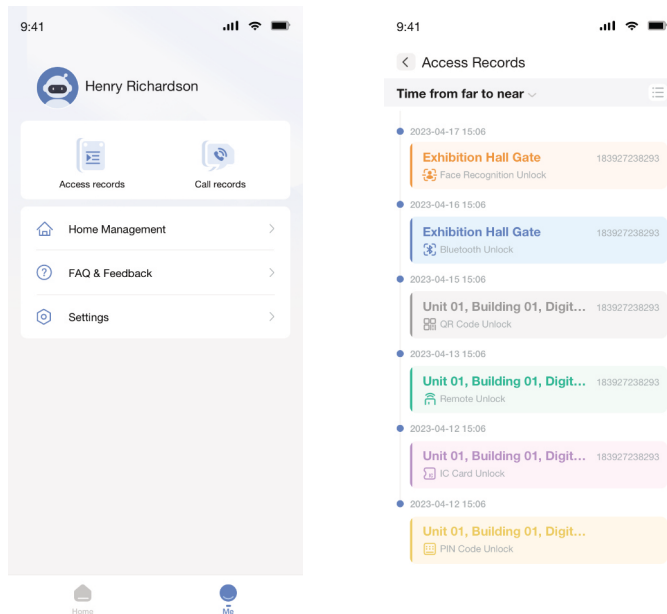 9:41
Henry Richardson
Access records
Call records
Home Management
FAQ & Feedback
Settings
Home
Me
9:41
Access Records
Time from far to near
2023-04-17 15:06
Exhibition Hall Gate 183927238293
Face Recognition Unlock
2023-04-16 15:06
Exhibition Hall Gate 183927238293
Bluetooth Unlock
2023-04-15 15:06
Unit 01, Building 01, Digit... 183927238293
QR Code Unlock
2023-04-13 15:06
Unit 01, Building 01, Digit... 183927238293
Remote Unlock
2023-04-12 15:06
Unit 01, Building 01, Digit... 183927238293
IC Card Unlock
2023-04-12 15:06
Unit 01, Building 01, Digit...
PIN Code Unlock